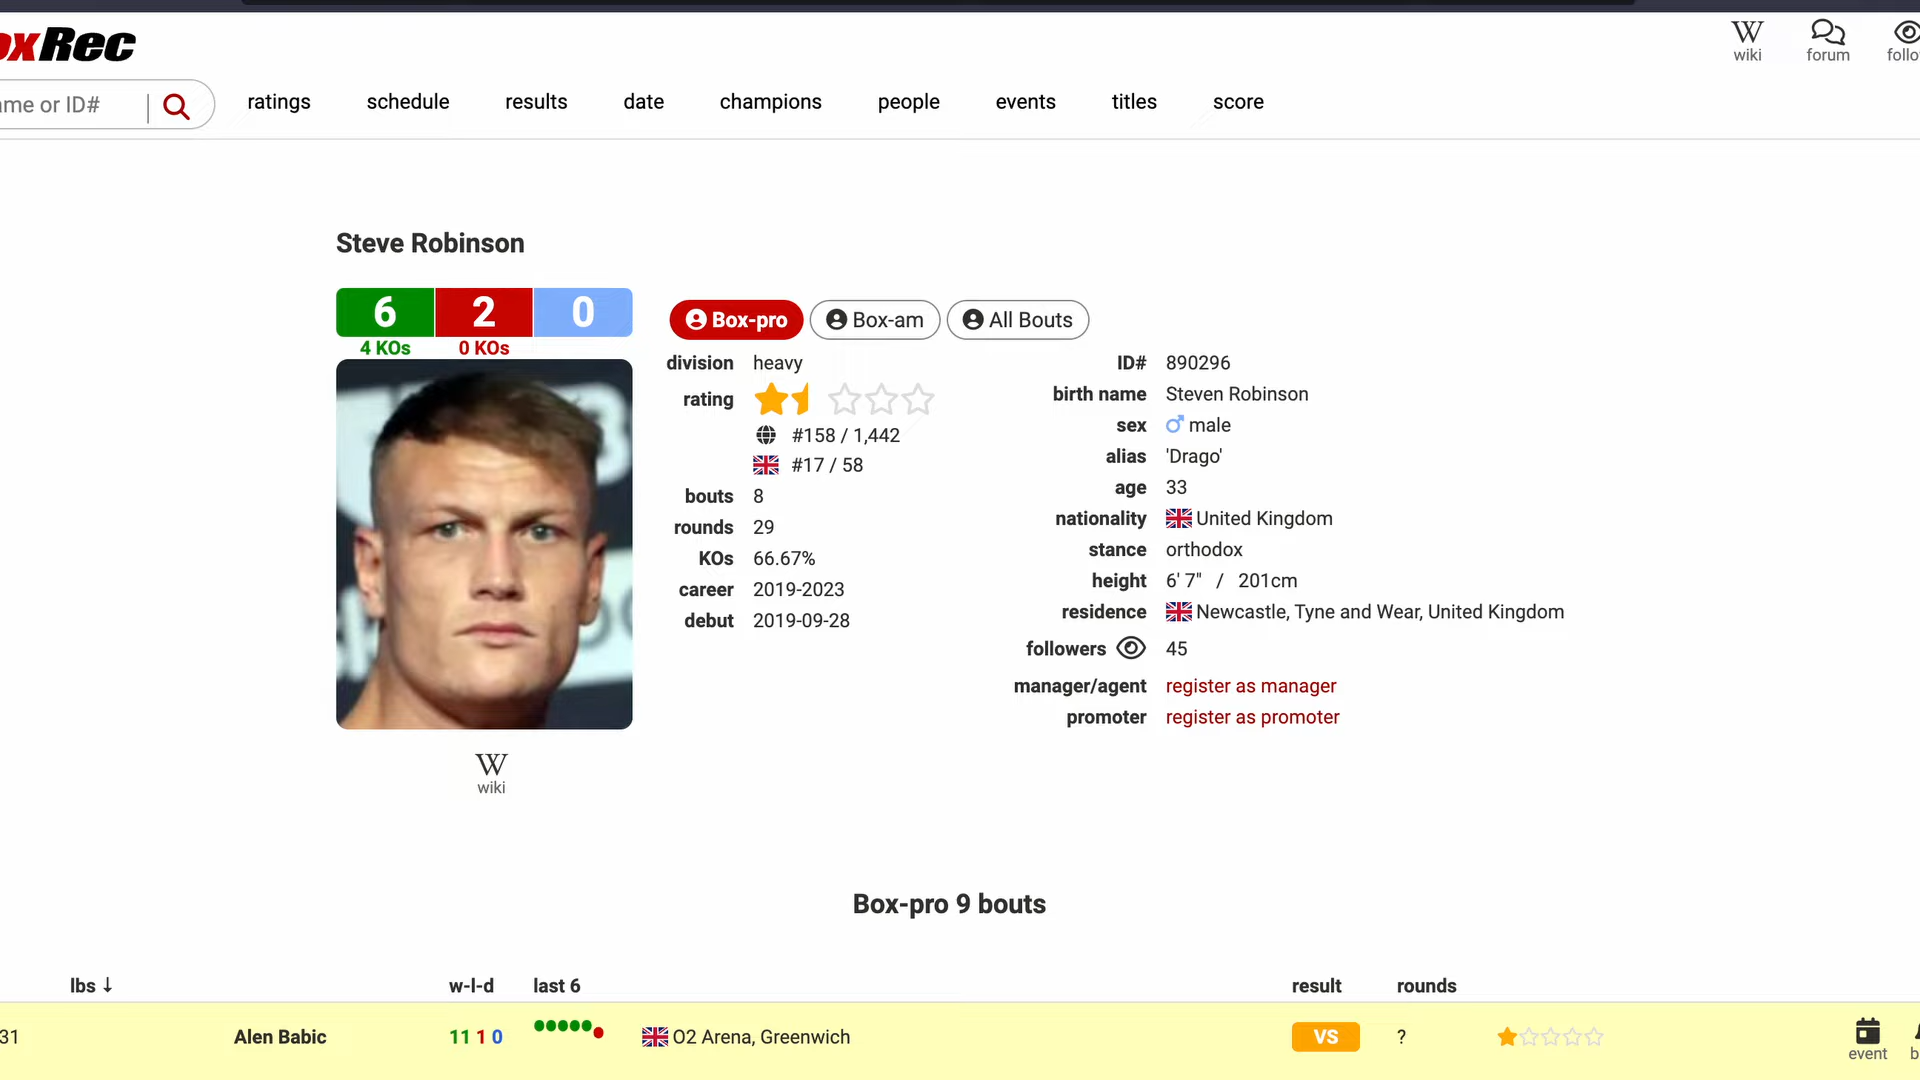 oxRec
wiki
forum
follo
ame or ID#
ratings
schedule
results
date
champions
people
events
titles
score
Steve Robinson
6 2 0
4 KOs 0 KOs
wiki
Box-pro
Box-am
All Bouts
division heavy
rating
#158 / 1,442
#17 / 58
bouts 8
rounds 29
KOs 66.67%
career 2019-2023
debut 2019-09-28
ID# 890296
birth name Steven Robinson
sex male
alias 'Drago'
age 33
nationality United Kingdom
stance orthodox
height 6' 7" / 201cm
residence Newcastle, Tyne and Wear, United Kingdom
followers 45
manager/agent register as manager
promoter register as promoter
Box-pro 9 bouts
lbs ↓ w-l-d last 6 result rounds
31 Alen Babic 11 1 0 O2 Arena, Greenwich VS ?
event b